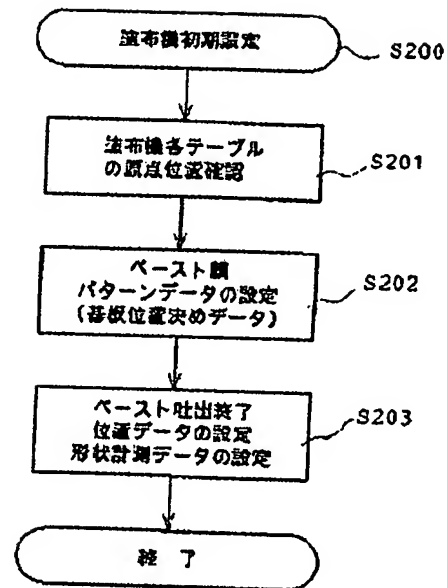 塗布機初期設定
S200
塗布機各テーブル
の原点位置確認
S201
ペースト膜
パターンデータの設定
(基板位置決めデータ)
S202
ペースト吐出終了
位置データの設定
形状計測データの設定
S203
終了